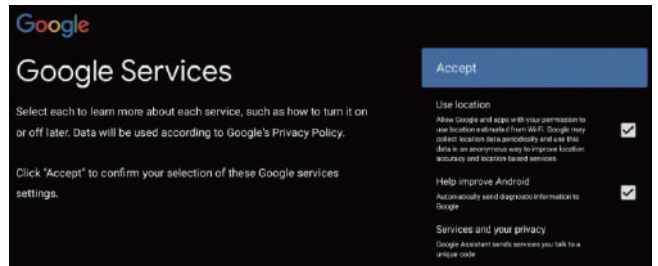 Google
Google Services
Select each to learn more about each service, such as how to turn it on
or off later. Data will be used according to Google's Privacy Policy.
Click "Accept" to confirm your selection of these Google services
settings.
Accept
Use location
Allow Google and apps with your permission to
use location estimated from Wi-Fi. Google may
collect location data periodically and use this
data in an anonymous way to improve location
accuracy and location based services
Help improve Android
Automatically send diagnostic information to
Google
Services and your privacy
Google Assistant sends services you talk to a
unique code